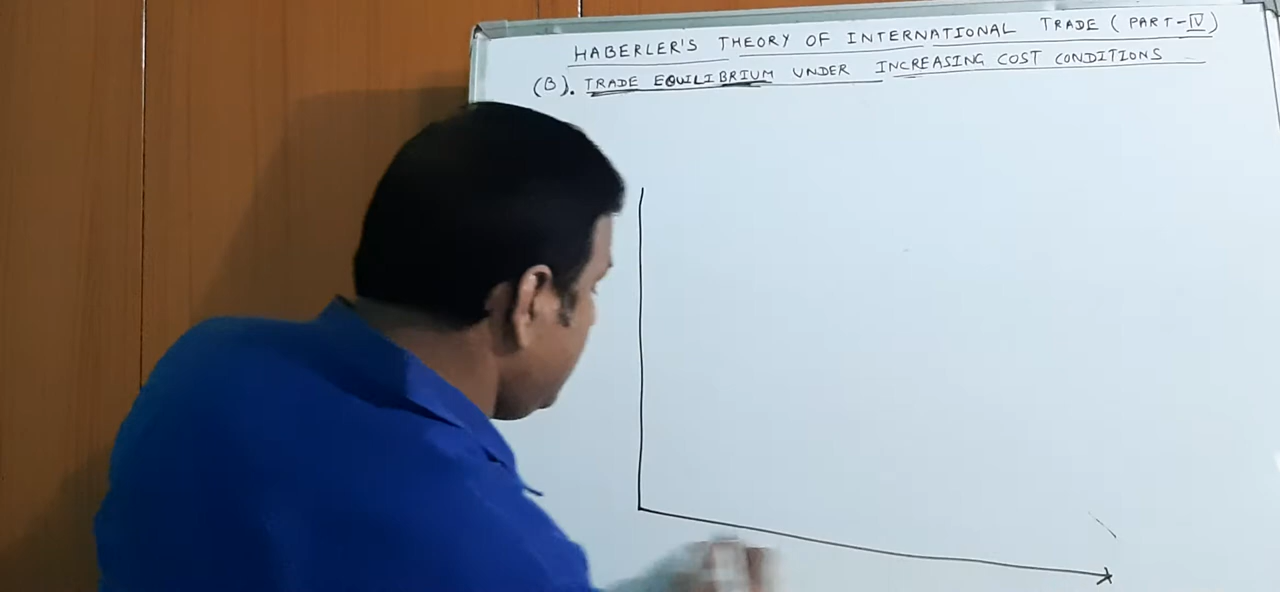 HABERLER'S THEORY OF INTERNATIONAL TRADE (PART-IV)
(B). TRADE EQUILIBRIUM UNDER INCREASING COST CONDITIONS